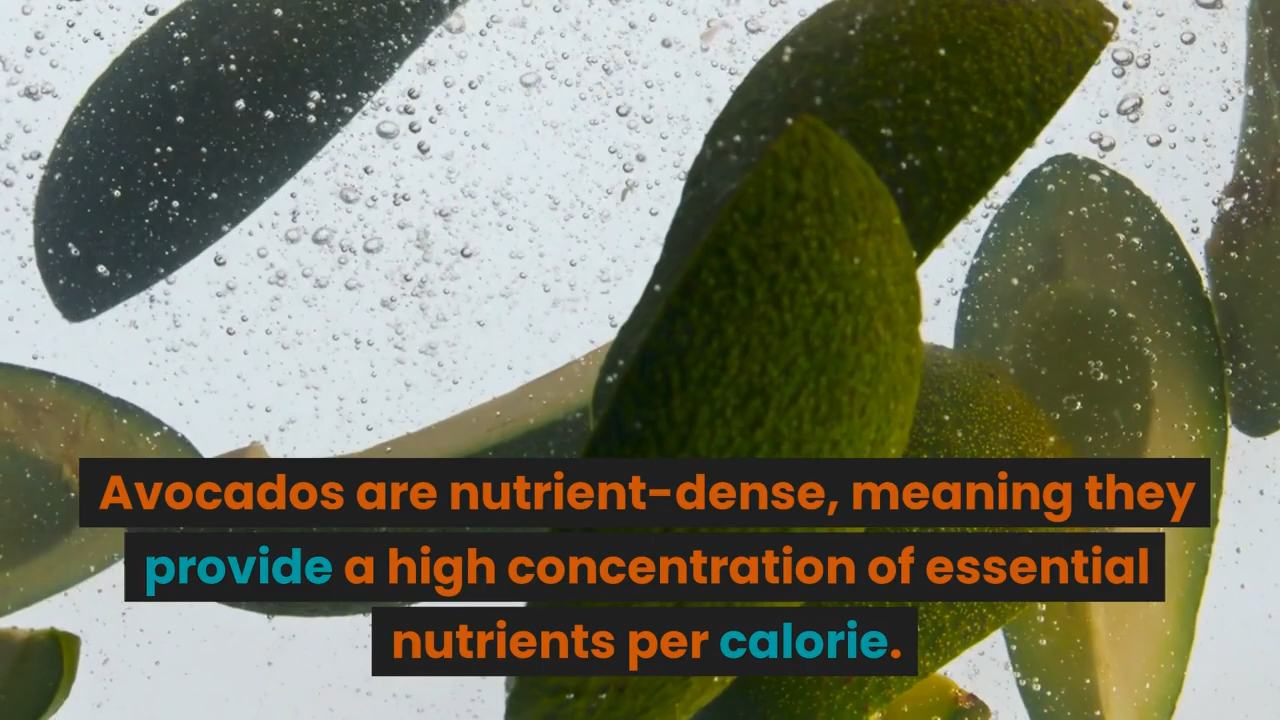 Avocados are nutrient-dense, meaning they
provide a high concentration of essential
nutrients per calorie.